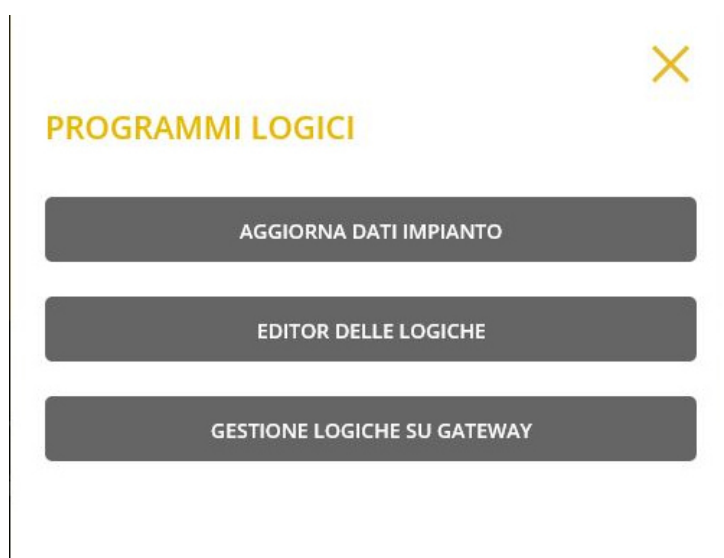 PROGRAMMI LOGICI
AGGIORNA DATI IMPIANTO
EDITOR DELLE LOGICHE
GESTIONE LOGICHE SU GATEWAY